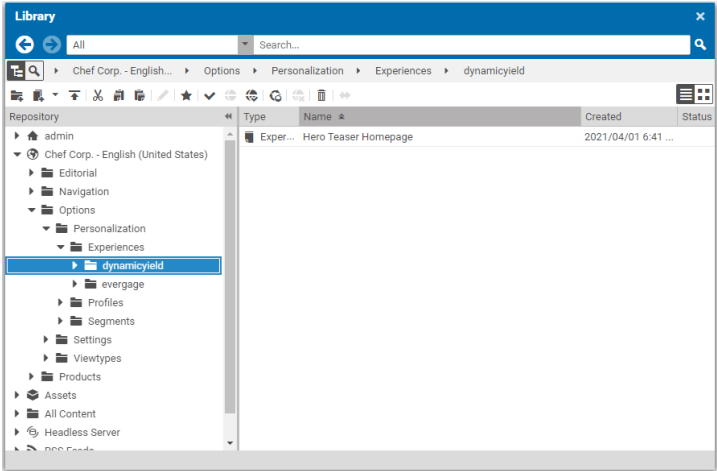 Library
All
Search...
Chef Corp. - English... Options Personalization Experiences dynamicyield
Repository
Type Name Created Status
admin
Chef Corp. - English (United States)
Editorial
Navigation
Options
Personalization
Experiences
dynamicyield
evergage
Profiles
Segments
Settings
Viewtypes
Products
Assets
All Content
Headless Server
RSS Feeds
Exper... Hero Teaser Homepage 2021/04/01 6:41 ...